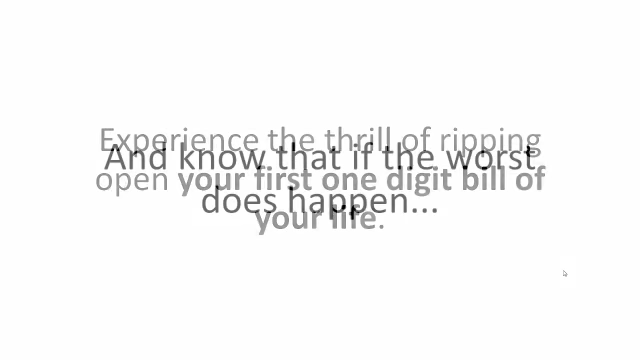 Experience the thrill of ripping
open your first one digit bill of
your life.
And know that if the worst
does happen...